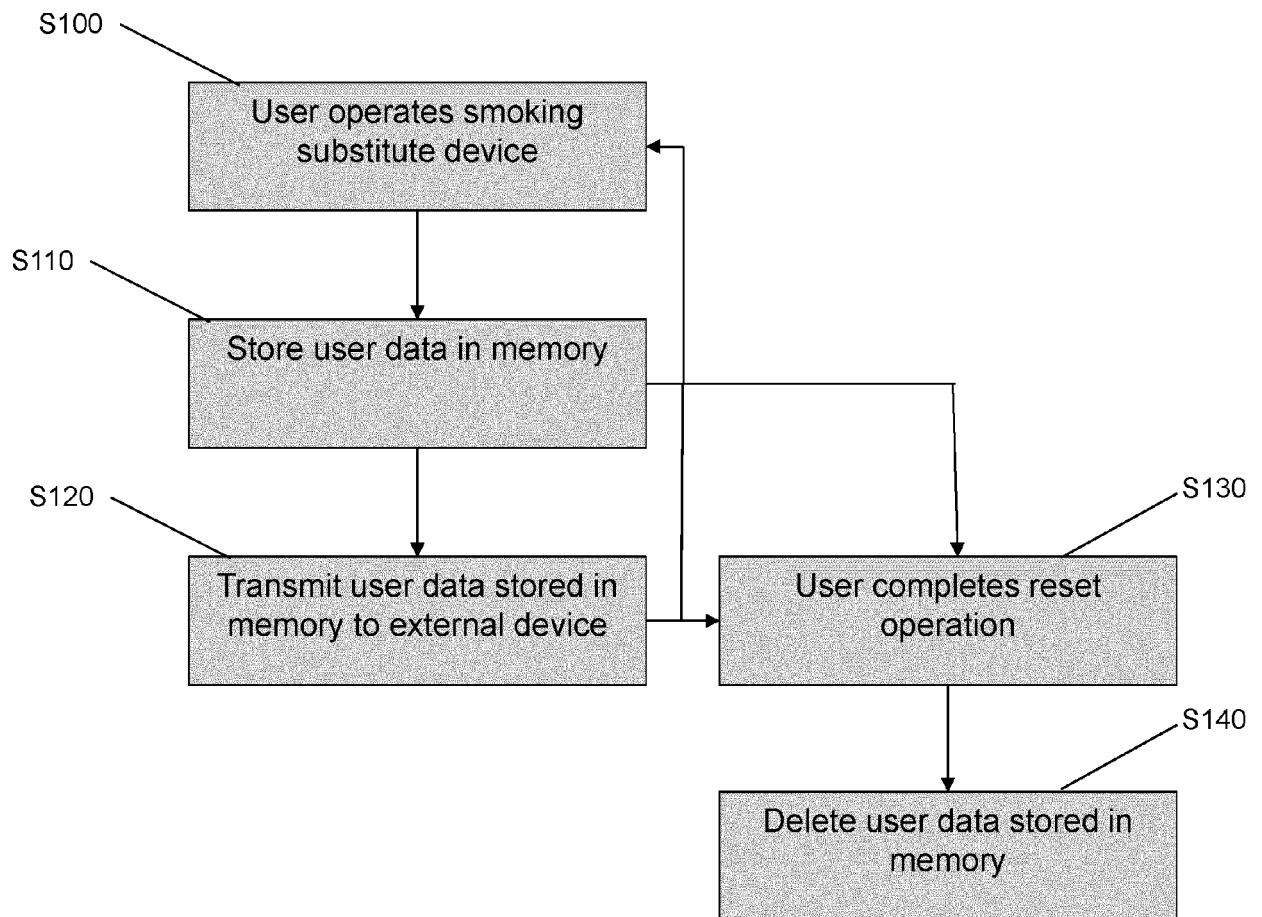 S100
User operates smoking
substitute device
S110
Store user data in memory
S120
Transmit user data stored in
memory to external device
S130
User completes reset
operation
S140
Delete user data stored in
memory